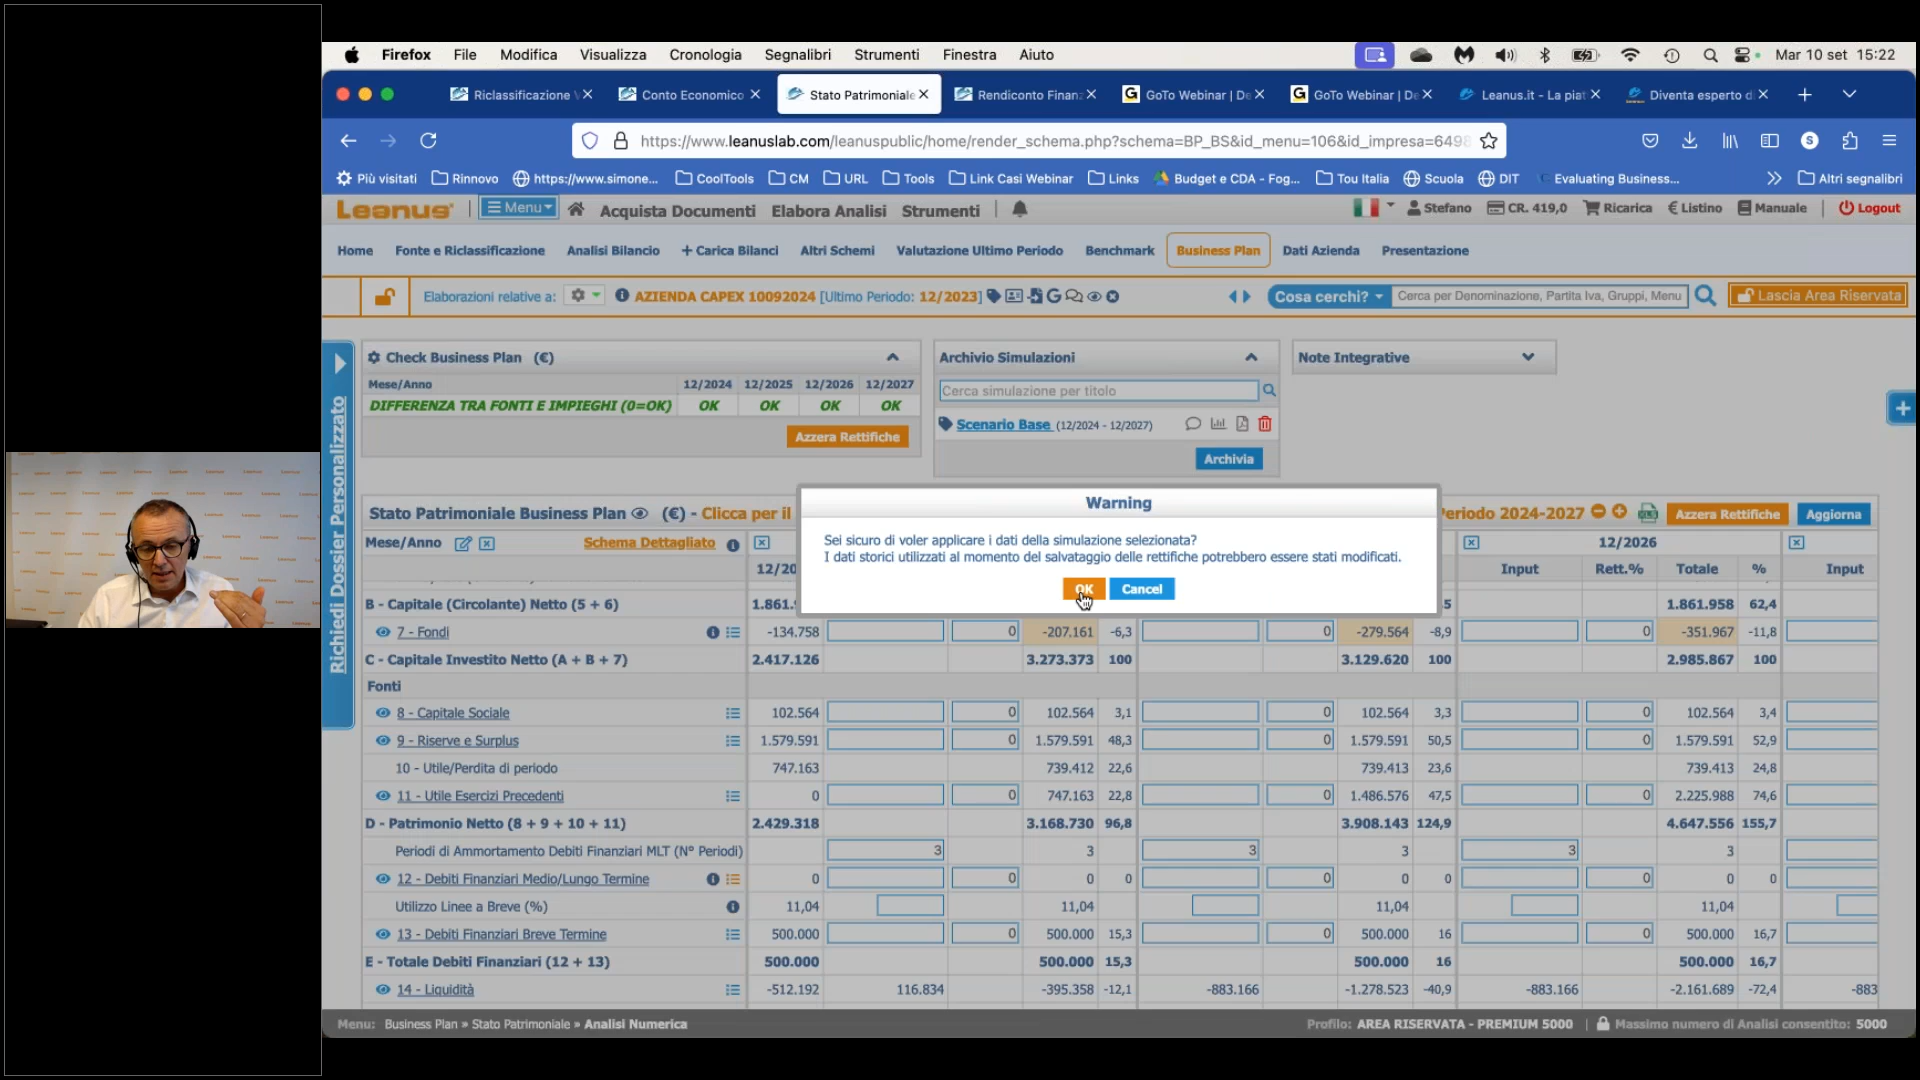 Firefox File Modifica Visualizza Cronologia Segnalibri Strumenti Finestra Aiuto Mar 10 set 15:22
Riclassificazione Conto Economico Stato Patrimoniale Rendiconto Finan GoTo Webinar | De GoTo Webinar | De Leanus.it - La piat Diventa esperto d
https://www.leanuslab.com/leanuspublic/home/render_schema.php?schema=BP_BS&id_menu=106&id_impresa=6498
Più visitati Rinnovo https://www.simone... CoolTools CM URL Tools Link Casi Webinar Links Budget e CDA - Fog... Tou Italia Scuola DIT Evaluating Business... Altri segnalibri
Leanus Menu Acquista Documenti Elabora Analisi Strumenti Stefano CR. 419,0 Ricarica € Listino Manuale Logout
Home Fonte e Riclassificazione Analisi Bilancio + Carica Bilanci Altri Schemi Valutazione Ultimo Periodo Benchmark Business Plan Dati Azienda Presentazione
Elaborazioni relative a: AZIENDA CAPEX 10092024 [Ultimo Periodo: 12/2023] Cosa cerchi? Cerca per Denominazione, Partita Iva, Gruppi, Menu Lascia Area Riservata
Richiedi Dossier Personalizzato
Check Business Plan (€)
Mese/Anno 12/2024 12/2025 12/2026 12/2027
DIFFERENZA TRA FONTI E IMPIEGHI (0=OK) OK OK OK OK
Azzera Rettifiche
Archivio Simulazioni
Cerca simulazione per titolo
Scenario Base (12/2024 - 12/2027)
Archivia
Note Integrative
Warning
Sei sicuro di voler applicare i dati della simulazione selezionata?
I dati storici utilizzati al momento del salvataggio delle rettifiche potrebbero essere stati modificati.
OK Cancel
Stato Patrimoniale Business Plan (€) - Clicca per il eriodo 2024-2027 Azzera Rettifiche Aggiorna
Mese/Anno Schema Dettagliato 12/2026
12/20 Input Rett.% Totale % Input
B - Capitale (Circolante) Netto (5 + 6) 1.861. 5 1.861.958 62,4
7 - Fondi -134.758 0 -207.161 -6,3 0 -279.564 -8,9 0 -351.967 -11,8
C - Capitale Investito Netto (A + B + 7) 2.417.126 3.273.373 100 3.129.620 100 2.985.867 100
Fonti
8 - Capitale Sociale 102.564 0 102.564 3,1 0 102.564 3,3 0 102.564 3,4
9 - Riserve e Surplus 1.579.591 0 1.579.591 48,3 0 1.579.591 50,5 0 1.579.591 52,9
10 - Utile/Perdita di periodo 747.163 739.412 22,6 739.413 23,6 739.413 24,8
11 - Utile Esercizi Precedenti 0 0 747.163 22,8 0 1.486.576 47,5 0 2.225.988 74,6
D - Patrimonio Netto (8 + 9 + 10 + 11) 2.429.318 3.168.730 96,8 3.908.143 124,9 4.647.556 155,7
Periodi di Ammortamento Debiti Finanziari MLT (N° Periodi) 3 3 3 3 3 3
12 - Debiti Finanziari Medio/Lungo Termine 0 0 0 0 0 0 0 0 0 0
Utilizzo Linee a Breve (%) 11,04 11,04 11,04 11,04
13 - Debiti Finanziari Breve Termine 500.000 0 500.000 15,3 0 500.000 16 0 500.000 16,7
E - Totale Debiti Finanziari (12 + 13) 500.000 500.000 15,3 500.000 16 500.000 16,7
14 - Liquidità -512.192 116.834 -395.358 -12,1 -883.166 -1.278.523 -40,9 -883.166 -2.161.689 -72,4 -883
Menu: Business Plan » Stato Patrimoniale » Analisi Numerica Profilo: AREA RISERVATA - PREMIUM 5000 | Massimo numero di Analisi consentito: 5000